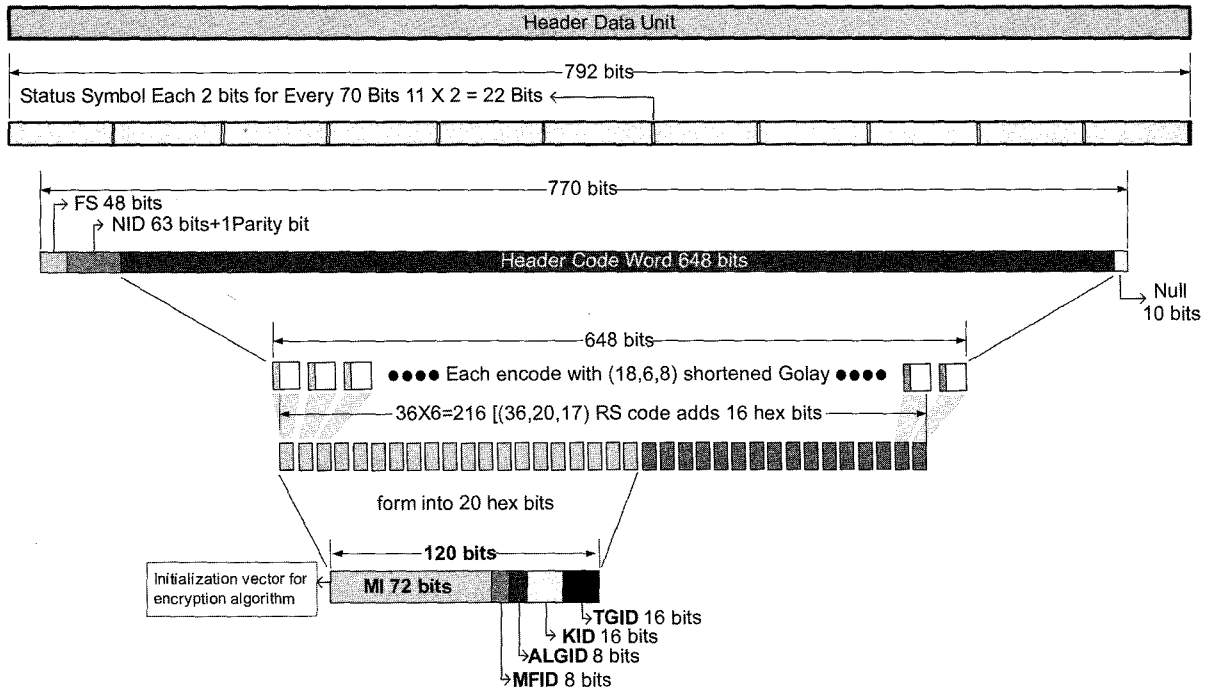 Header Data Unit
792 bits
Status Symbol Each 2 bits for Every 70 Bits 11 X 2 = 22 Bits
770 bits
FS 48 bits
NID 63 bits+1Parity bit
Header Code Word 648 bits
Null
10 bits
648 bits
Each encode with (18,6,8) shortened Golay
36X6=216 [(36,20,17) RS code adds 16 hex bits
form into 20 hex bits
120 bits
Initialization vector for
encryption algorithm
MI 72 bits
TGID 16 bits
KID 16 bits
ALGID 8 bits
MFID 8 bits